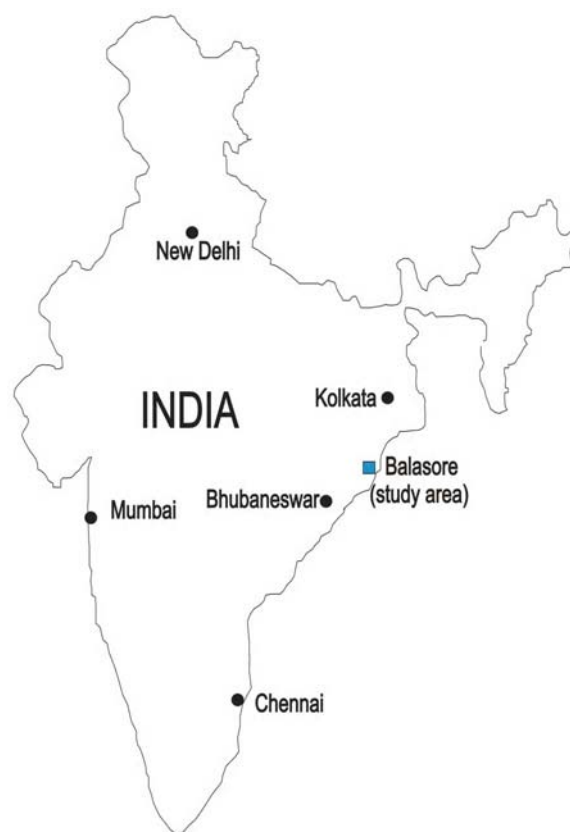 New Delhi
Kolkata
INDIA
Balasore
(study area)
Bhubaneswar
Mumbai
Chennai